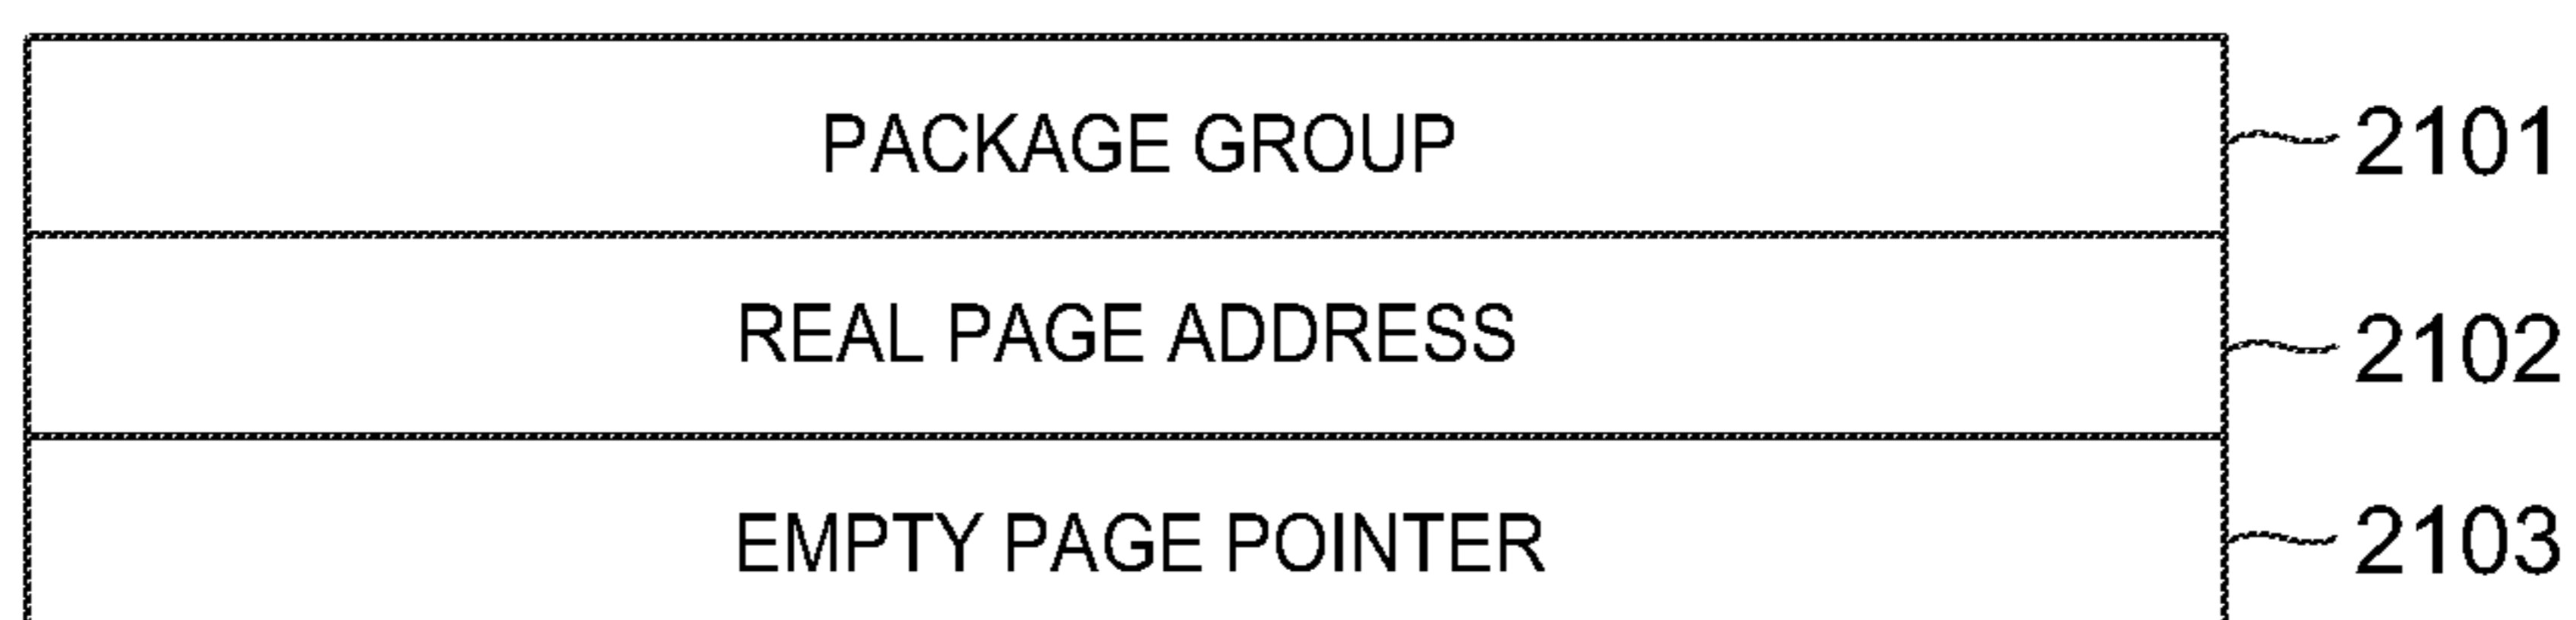 PACKAGE GROUP 2101
REAL PAGE ADDRESS 2102
EMPTY PAGE POINTER 2103